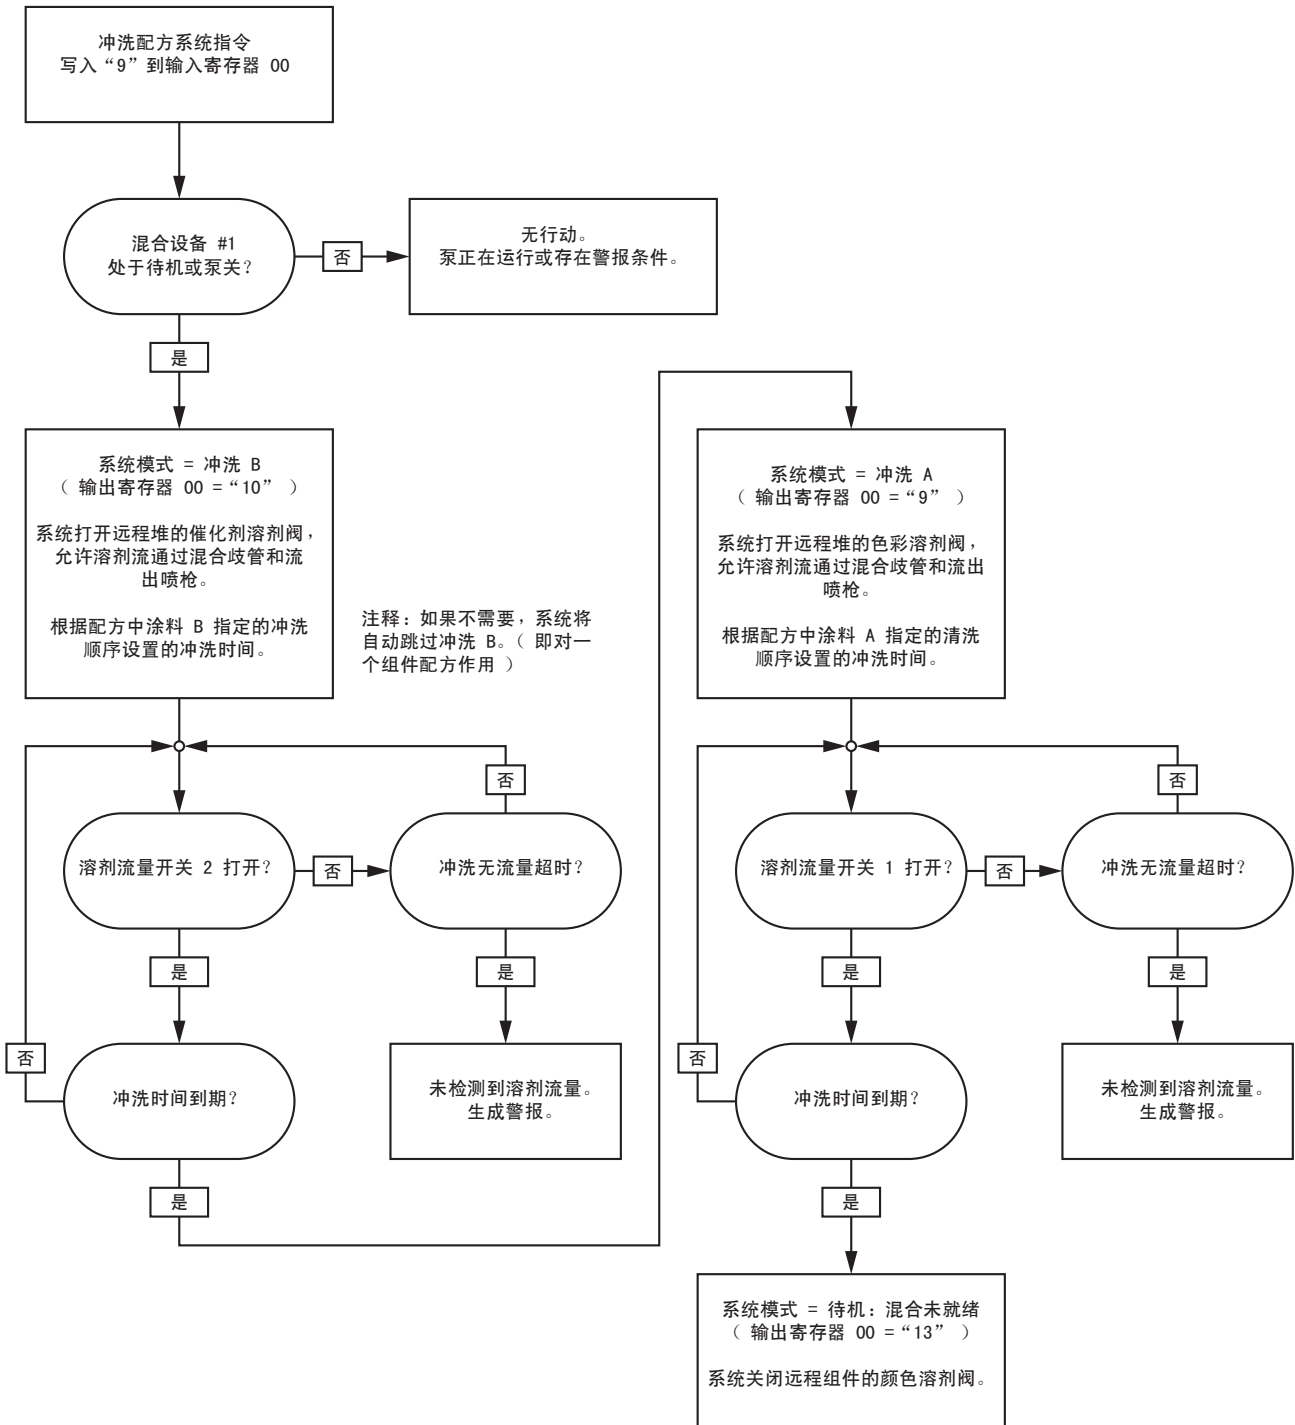 冲洗配方系统指令
写入“9”到输入寄存器 00
混合设备 #1
处于待机或泵关？
否
无行动。
泵正在运行或存在警报条件。
是
系统模式 = 冲洗 B
（ 输出寄存器 00 =“10” ）
系统打开远程堆的催化剂溶剂阀，
允许溶剂流通过混合歧管和流
出喷枪。
根据配方中涂料 B 指定的冲洗
顺序设置的冲洗时间。
注释：如果不需要，系统将
自动跳过冲洗 B。（ 即对一
个组件配方作用 ）
系统模式 = 冲洗 A
（ 输出寄存器 00 =“9” ）
系统打开远程堆的色彩溶剂阀，
允许溶剂流通过混合歧管和流出
喷枪。
根据配方中涂料 A 指定的清洗
顺序设置的冲洗时间。
否
溶剂流量开关 2 打开？
否
冲洗无流量超时？
是
是
否
冲洗时间到期？
未检测到溶剂流量。
生成警报。
是
否
溶剂流量开关 1 打开？
否
冲洗无流量超时？
是
是
否
冲洗时间到期？
未检测到溶剂流量。
生成警报。
是
系统模式 = 待机：混合未就绪
（ 输出寄存器 00 =“13” ）
系统关闭远程组件的颜色溶剂阀。